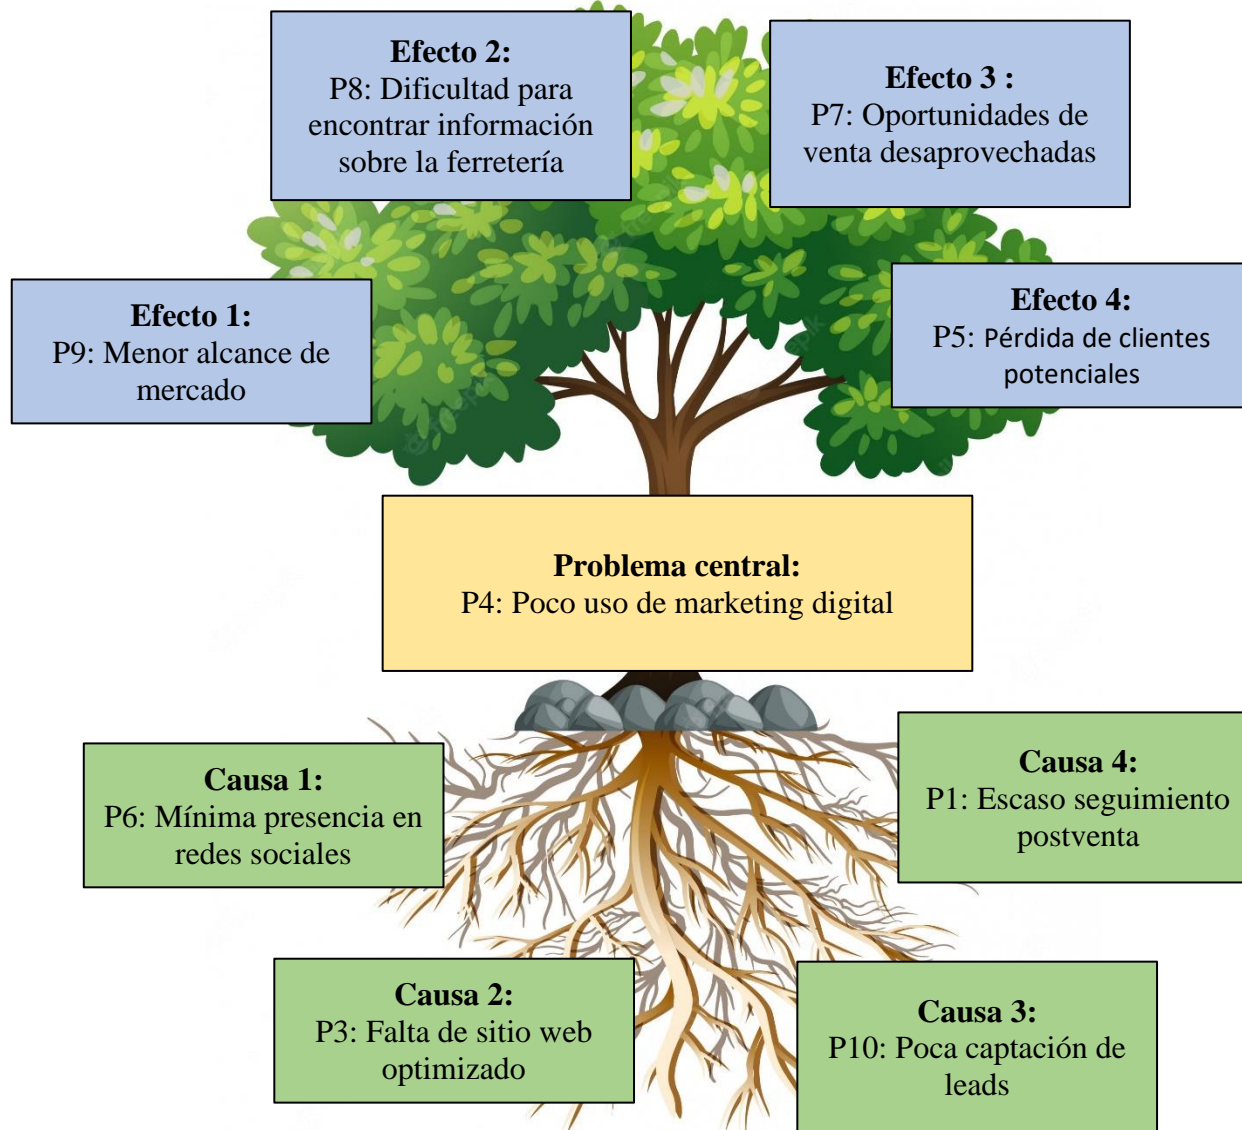 Efecto 2:
P8: Dificultad para
encontrar información
sobre la ferretería
Efecto 3 :
P7: Oportunidades de
venta desaprovechadas
Efecto 1:
P9: Menor alcance de
mercado
Efecto 4:
P5: Pérdida de clientes
potenciales
Problema central:
P4: Poco uso de marketing digital
Causa 1:
P6: Mínima presencia en
redes sociales
Causa 4:
P1: Escaso seguimiento
postventa
Causa 2:
P3: Falta de sitio web
optimizado
Causa 3:
P10: Poca captación de
leads